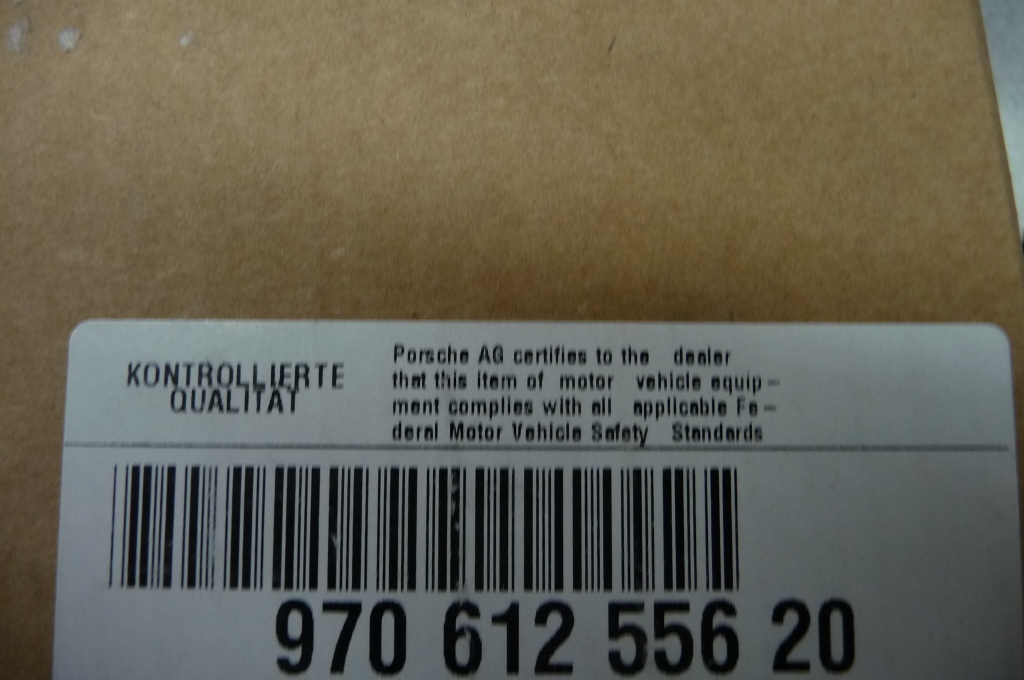 KONTROLLIERTE
QUALITÄT
Porsche AG certifies to the dealer
that this item of motor vehicle equip-
ment complies with all applicable Fe-
deral Motor Vehicle Safety Standards
970 612 556 20